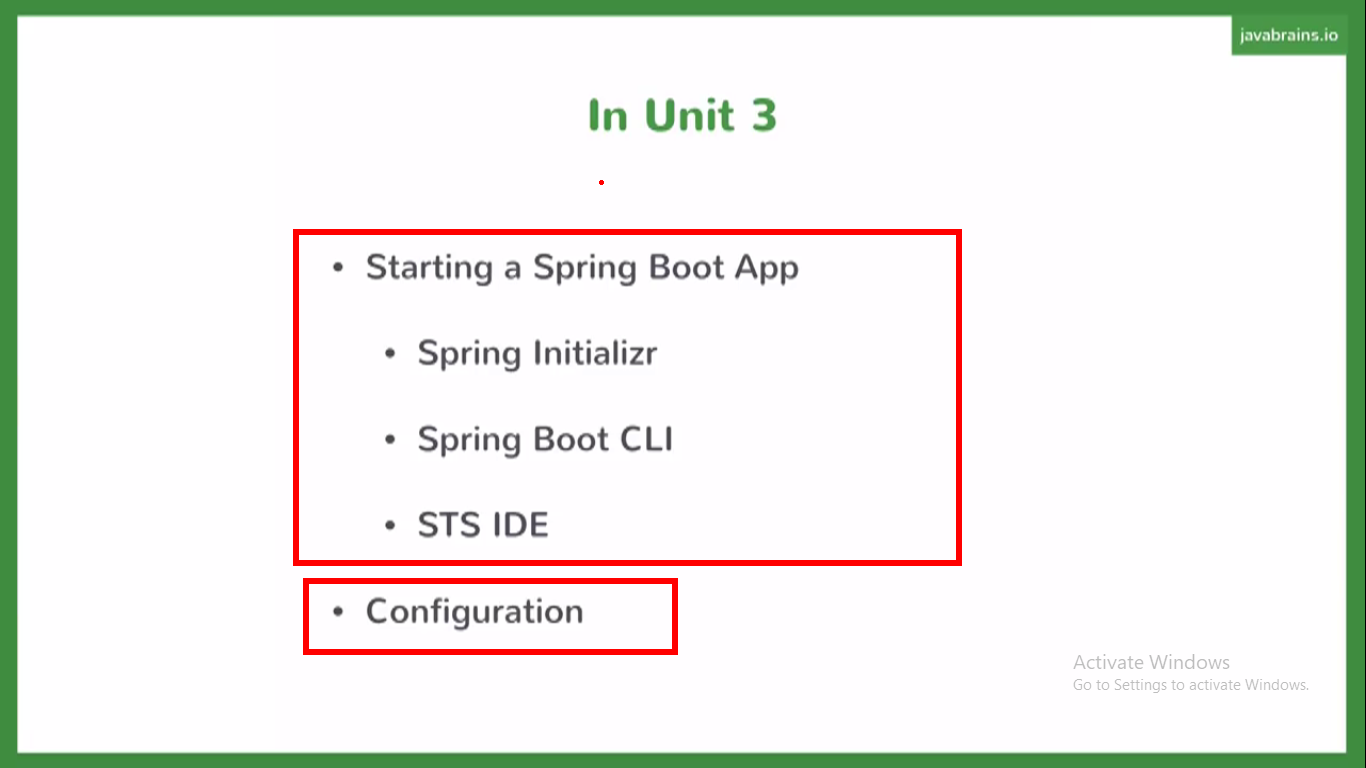 javabrains.io
In Unit 3
• Starting a Spring Boot App
• Spring Initializr
• Spring Boot CLI
• STS IDE
• Configuration
Activate Windows
Go to Settings to activate Windows.